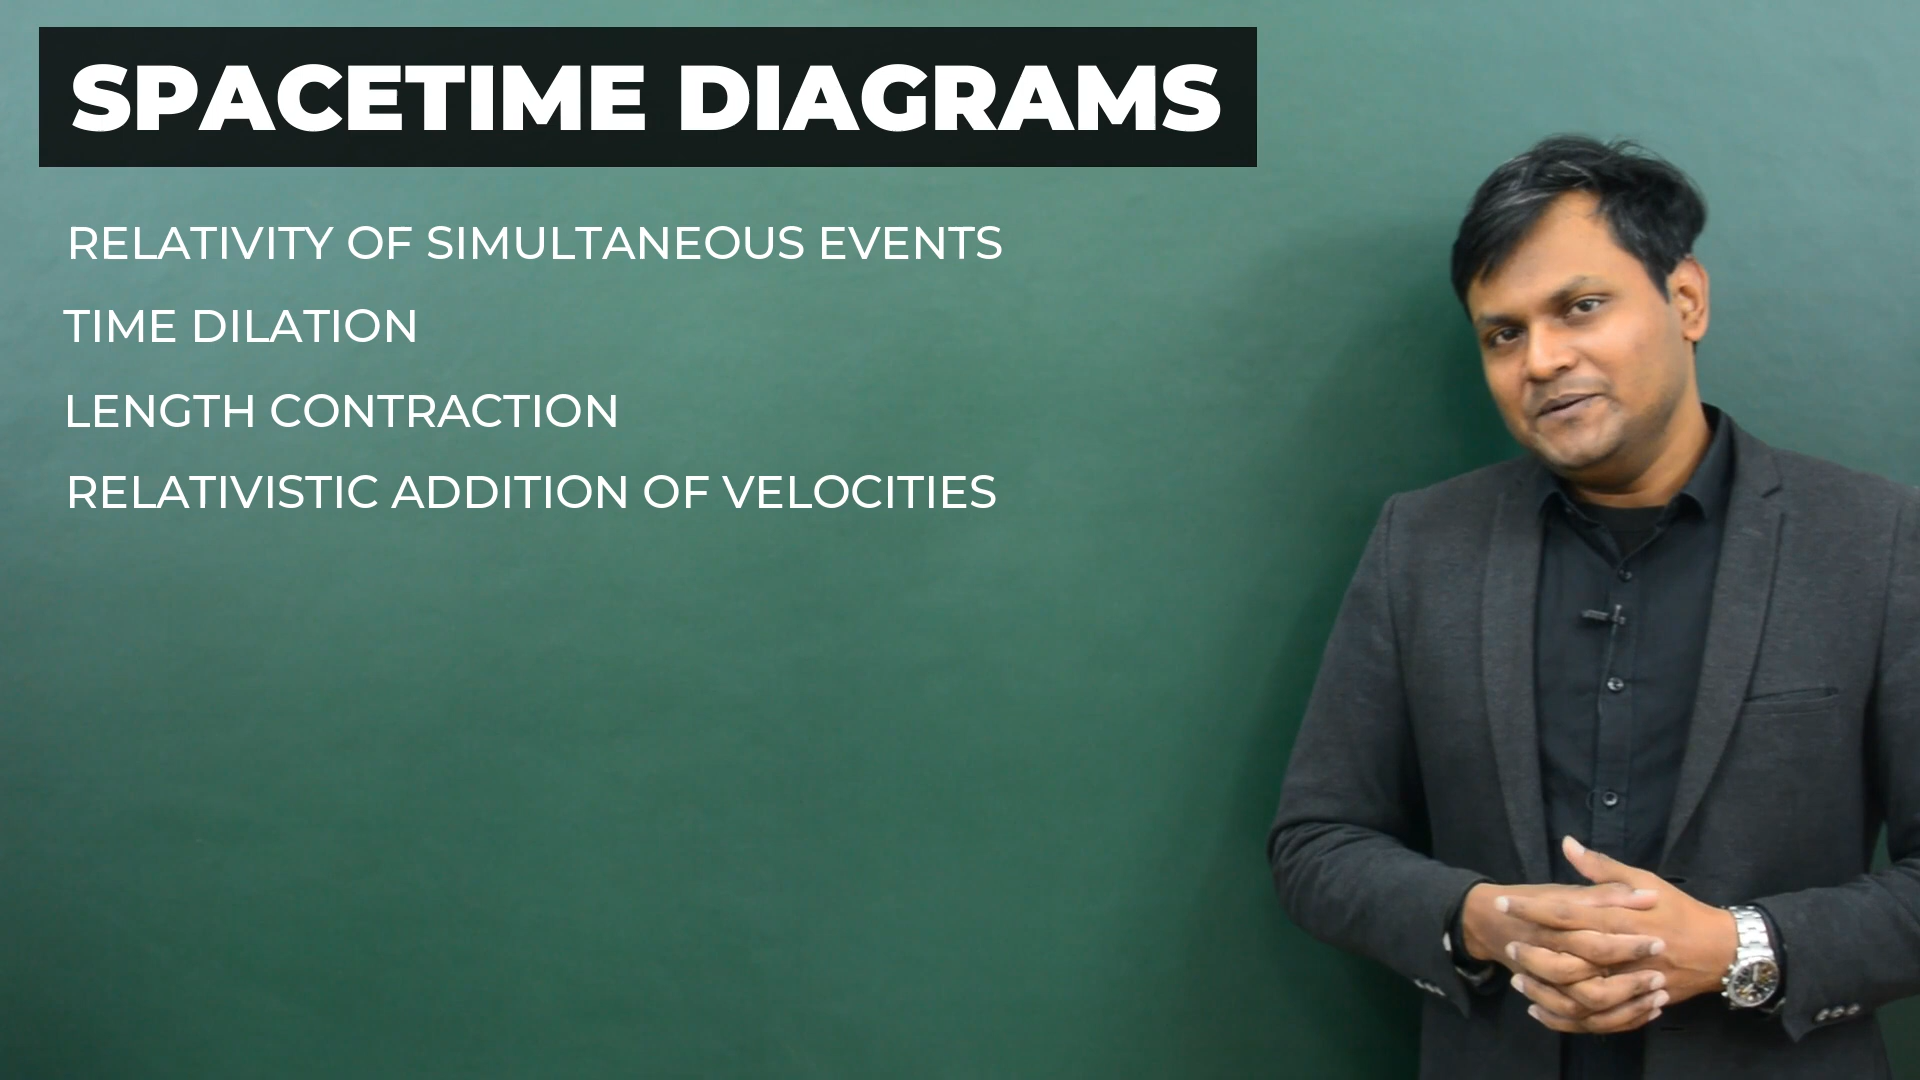 SPACETIME DIAGRAMS
RELATIVITY OF SIMULTANEOUS EVENTS
TIME DILATION
LENGTH CONTRACTION
RELATIVISTIC ADDITION OF VELOCITIES